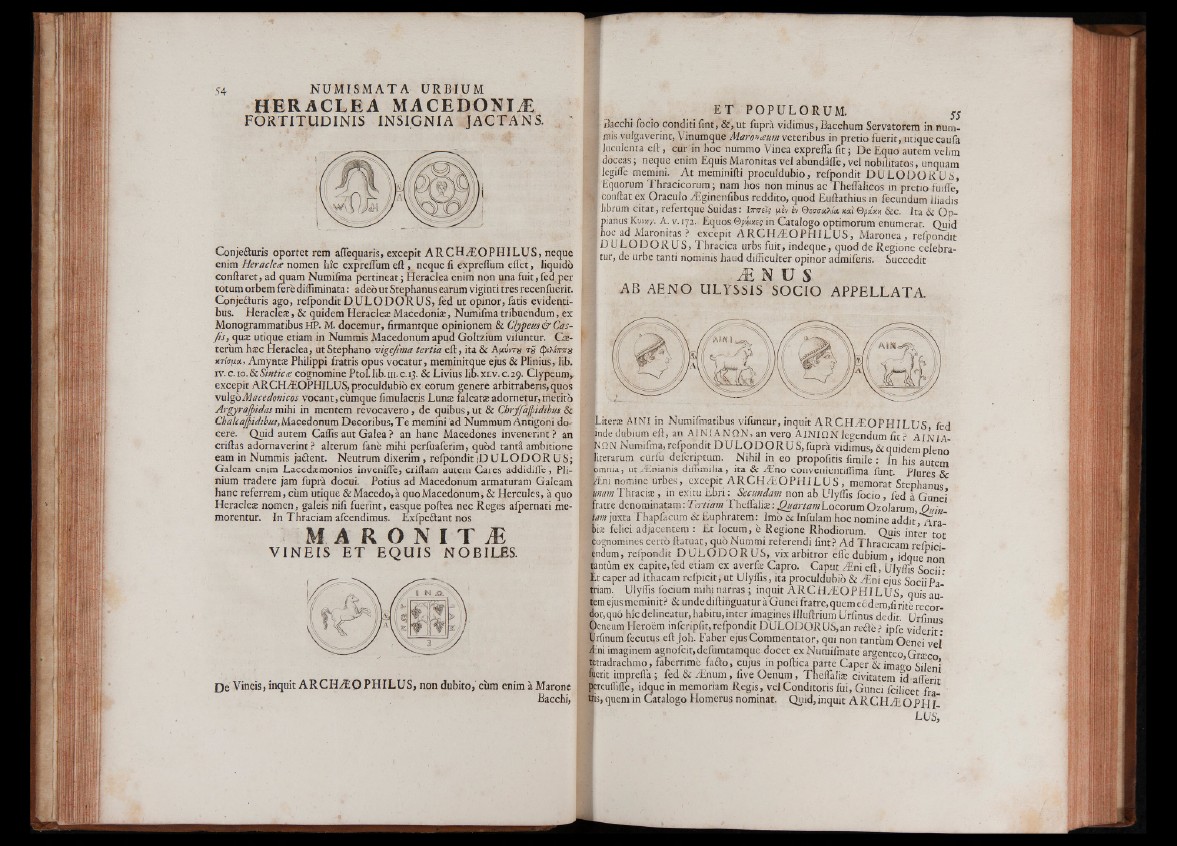 54 NUMISMATA URBIUM
HERACLEA MACEDONIÆ
FORTITUDINIS INSIGNIA JACTANS.
Conjecturis oportet rem assequaris, excepit ARCHÆOPHILUS, neque
enim Heracleæ nomen hîc expressum est, neque si expressum esset, liquidò
constaret, ad quam Numisma pertineat; Heraclea enim non una fuit, sed per
totum orbem ferè dissiminata: adeò ut Stephanus earum viginti tres recensuerit.
Conjecturis ago, respondit DULODORUS, sed ut opinor, satis evidenti-
bus. Heracleæ, & quidem Heracleæ Macedoniæ, Numisma tribuendum, ex
Monogrammatibus HP. M. docemur, firmantque opinionem & Clypeus & Cas-
sis, quæ utique etiam in Nummis Macedonum apud Goltzium visuntur. Cæ-
terùm hæc Heraclea, ut Stephano vigesima tertia est, ita & Αμύντȣ τȣ Φιλίππȣ
κτίσμα, Amyntæ Philippi fratris opus vocatur, meminitque ejus & Plinius, lib.
IV. c. 10. & Sinticæ cognomine Ptol. lib. III. c. 13. & Livius lib. XLV. c. 29. Clypeum,
excepit ARCHÆOPHILUS, proculdubiò ex eorum genere arbitraberis, quos
vulgò Macedonicos vocant, cùmque simulacris Lunæ falcatæ adornetur, meritò
Argyraspidas mihi in mentem revocavero, de quibus, ut & Chryssaspidibus &
Chalcaspidibus, Macedonum Decoribus, Te memini ad Nummum Antigoni do-
cere. Quid autem Cassis aut Galea? an hanc Macedones invenerint? an
cristas adornaverint? alterum sanè mihi persuaserim, quòd tantâ ambitione
eam in Nummis jactent. Neutrum dixerim, respondit DULODORUS;
Galeam enim Lacedæmonios invenisse, cristam autem Cares addidisse, Pli-
nium tradere jam suprà docui. Potius ad Macedonum armaturam Galeam
hanc referrem, cùm utique & Macedo, à quo Macedonum, & Hercules, à quo
Heracleæ nomen, galeis nisi fuerint, easque postea nec Reges aspernati me-
morentur. In Thraciam ascendimus. Exspectant nos
MARONITÆ
VINEIS ET EQUIS NOBILES.
De Vineis, inquit ARCHÆOPHILUS, non dubito, cùm enim à Marone
Bacchi,
ET POPULORUM. 55
Bacchi socio conditi sint, &, ut suprà vidimus, Bacchum Servatorem in num-
mis vulgaverint, Vinumque Maronæum veteribus in pretio fuerit, utique causa
luculenta est, cur in hoc nummo Vinea expressa sit; De Equo autem velim
doceas; neque enim Equis Maronitas vel abundâsse, vel nobilitatos, unquam
legisse memini. At meministi proculdubio, respondit DULODORUS,
Equorum Thracicorum; nam hos non minus ac Thessalicos in pretio fuisse,
constat ex Oraculo Æginensibus reddito, quod Eustathius in secundum Iliadis
librum citat, refertque Suidas: Ιππεῖς μὲν ἐν Θεσσαλίᾳ καὶ Θρᾴκῃ &c. Ita & Op-
pianus Κυνηγ. Α. v. 172. Equos Θρήϊκας in Catalogo optimorum enumerat. Quid
hoc ad Maronitas? excepit ARCHÆOPHILUS, Maronea, respondit
DULODORUS, Thracica urbs fuit, indeque, quod de Regione celebra-
tur, de urbe tanti nominis haud difficulter opinor admiseris. Succedit
ÆNUS
AB AENO ULYSSIS SOCIO APPELLATA.
AINI
AIN
Literæ AINI in Numismatibus visuntur, inquit ARCHÆOPHILUS, sed
inde dubium est, an AINIANΩN, an vero AINIΩN legendum sit? AINIA-
NΩN Numisma, respondit DULODORUS, suprà vidimus, & quidem pleno
literarum cursu descriptum. Nihil in eo propositis simile: In his autem
omnia, ut Ænianis dissimilia, ita & Æno convenientissima sunt. Plures &
Æni nomine urbes, excepit ARCHÆOPHILUS, memorat Stephanus,
unam Thraciæ, in exitu Ebri: Secundam non ab Ulyssis socio, sed à Gunei
fratre denominatam: Tertiam Thessaliæ: Quartam Locorum Ozolarum, Quin-
tam juxta Thapsacum & Euphratem: Imò & Insulam hoc nomine addit, Ara-
biæ felici adjacentem: Et locum, è Regione Rhodiorum. Quis inter tot
cognomines certò statuat, quò Nummi referendi sint? Ad Thracicam respici-
endum, respondit DULODORUS, vix arbitror esse dubium, idque non
tantùm ex capite, sed etiam ex averſæ Capro. Caput Æni est, Ulyssis Socii:
Et caper ad Ithacam respicit, ut Ulyssis, ita proculdubiò & Æni ejus Socii Pa-
triam. Ulyssis socium mihi narras; inquit ARCHÆOPHILUS, quis au-
tem ejus meminit? & unde distinguatur à Gunei fratre, quem eodem, si ritè recor-
dor, quò hîc delineatur, habitu, inter imagines Illustrium Ursinus dedit. Ursinus
Oeneum Heroëm inscripsit, respondit DULODORUS, an rectè? ipse viderit:
Ursinum secutus est Joh. Faber ejus Commentator, qui non tantùm Oenei vel
Æni imaginem agnoscit, desumtamque docet ex Numismate argenteo, Græco,
tetradrachmo, faberrimè facto, cujus in postica parte Caper & imago Sileni
fuerit impressa; sed & Ænum, sive Oenum, Thessaliæ civitatem id asserit
percussisse, idque in memoriam Regis, vel Conditoris sui, Gunei scilicet fra-
tris, quem in Catalogo Homerus nominat. Quid, inquit ARCHÆOPHI-
LUS,